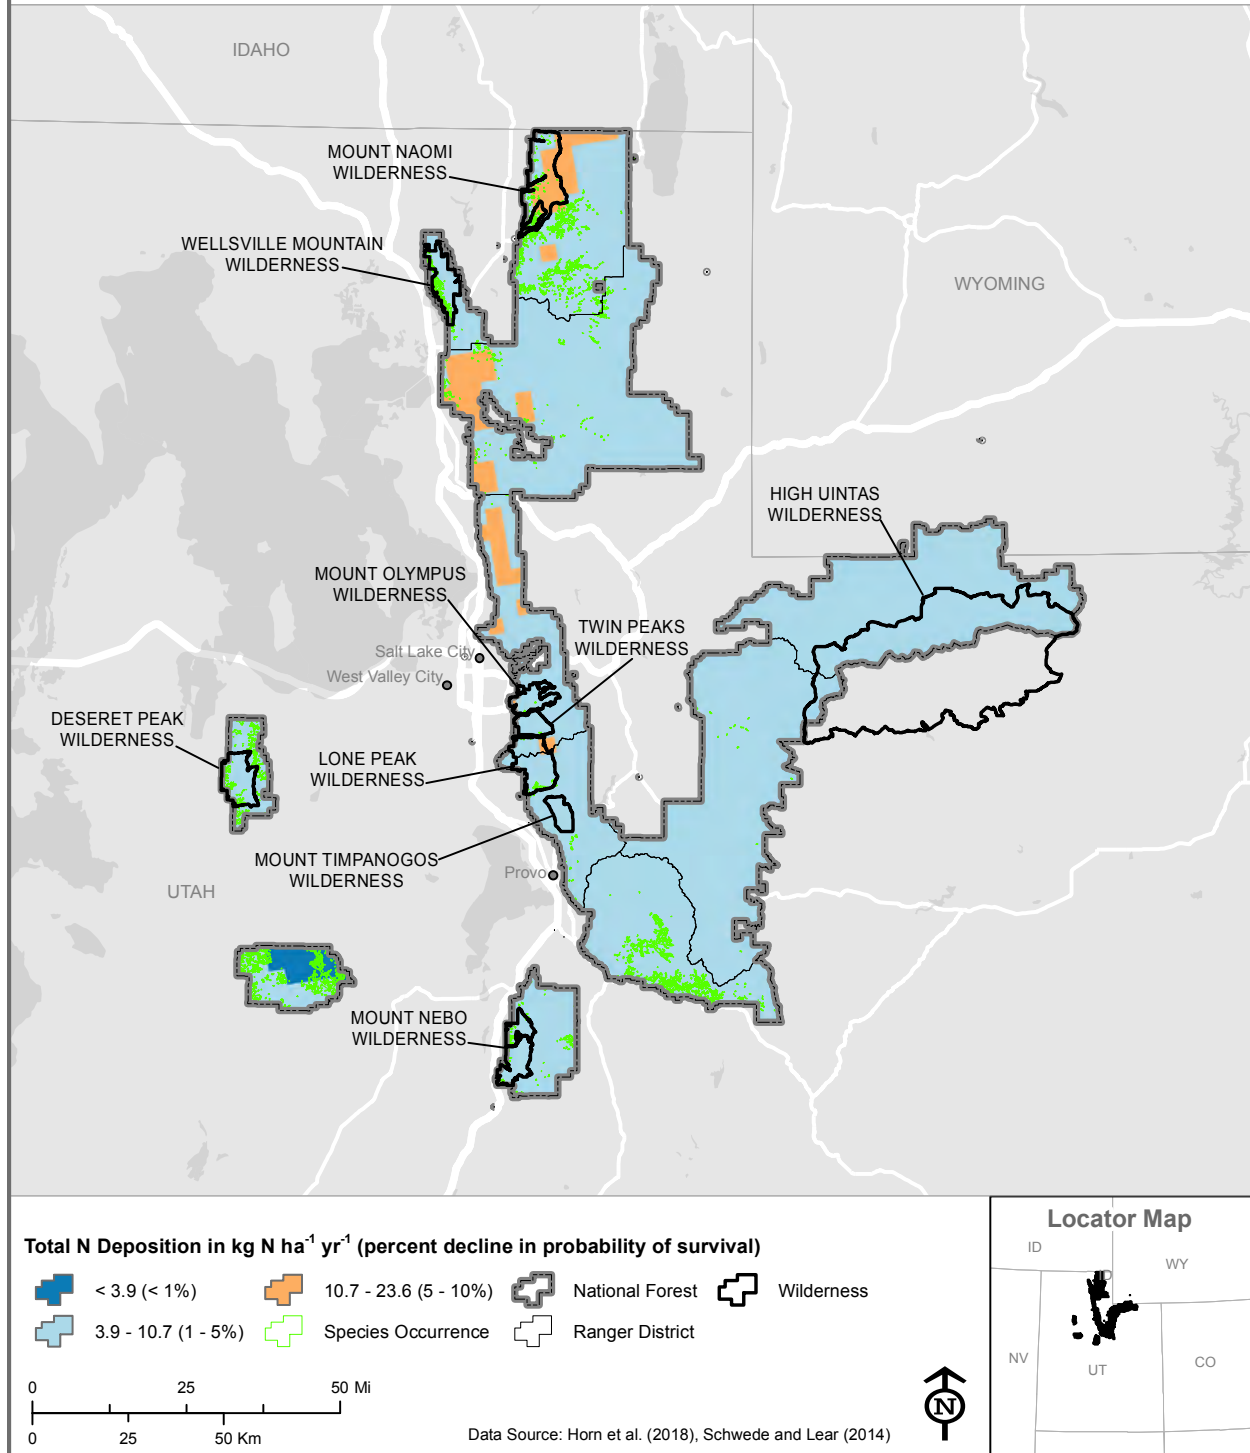 IDAHO
MOUNT NAOMI
WILDERNESS
WELLSVILLE MOUNTAIN
WILDERNESS
WYOMING
HIGH UINTAS
WILDERNESS
MOUNT OLYMPUS
WILDERNESS
TWIN PEAKS
WILDERNESS
Salt Lake City
West Valley City
DESERET PEAK
WILDERNESS
LONE PEAK
WILDERNESS
MOUNT TIMPANOGOS
WILDERNESS
Provo
UTAH
MOUNT NEBO
WILDERNESS
Total N Deposition in kg N ha-1 yr-1 (percent decline in probability of survival)
< 3.9 (< 1%)
10.7 - 23.6 (5 - 10%)
National Forest
Wilderness
3.9 - 10.7 (1 - 5%)
Species Occurrence
Ranger District
0 25 50 Mi
0 25 50 Km
Data Source: Horn et al. (2018), Schwede and Lear (2014)
N
Locator Map
ID
WY
ID
NV
UT
CO